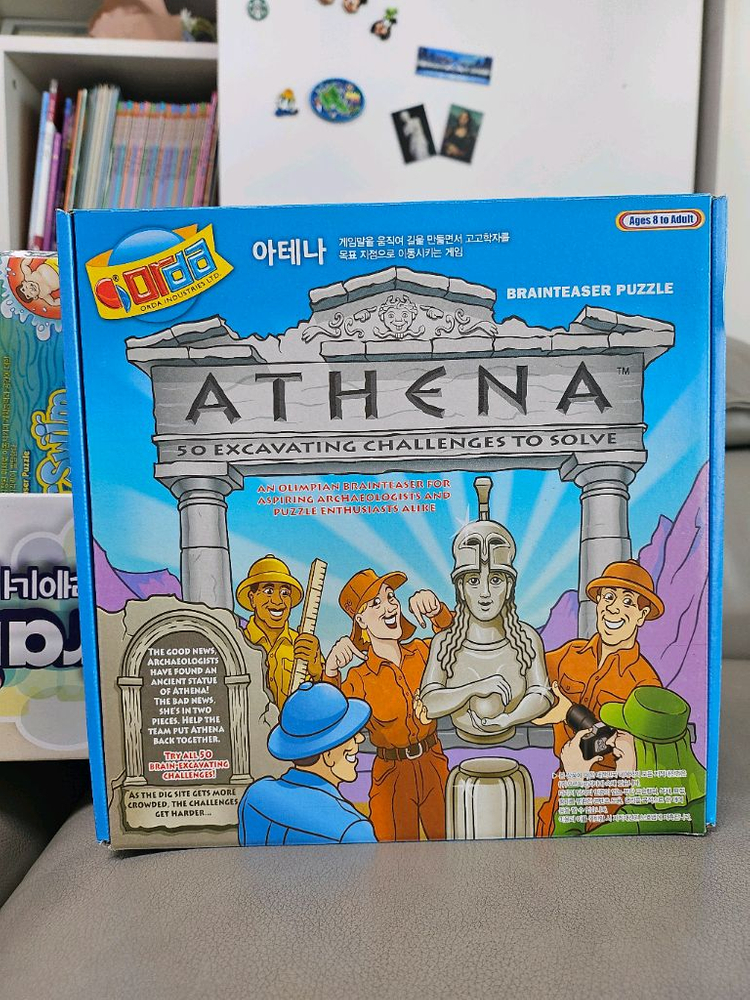 Orda
ORDA INDUSTRIES LTD.
아테나
게임말을 움직여 길을 만들면서 고고학자를
목표 지점으로 이동시키는 게임
Ages 8 to Adult
BRAINTEASER PUZZLE
ATHENA™
50 EXCAVATING CHALLENGES TO SOLVE
AN OLIMPIAN BRAINTEASER FOR
ASPIRING ARCHAEOLOGISTS AND
PUZZLE ENTHUSIASTS ALIKE
THE GOOD NEWS,
ARCHAEOLOGISTS
HAVE FOUND AN
ANCIENT STATUE
OF ATHENA!
THE BAD NEWS,
SHE'S IN TWO
PIECES. HELP THE
TEAM PUT ATHENA
BACK TOGETHER.
TRY ALL 50
BRAIN-EXCAVATING
CHALLENGES!
AS THE DIG SITE GETS MORE
CROWDED, THE CHALLENGES
GET HARDER...